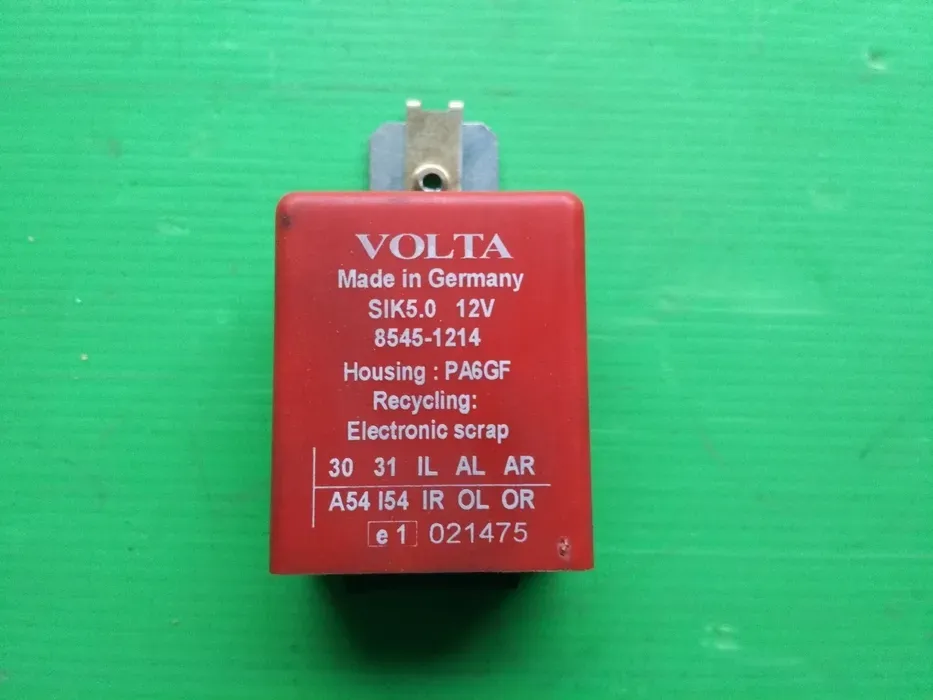 VOLTA
Made in Germany
SIK5.0 12V
8545-1214
Housing : PA6GF
Recycling:
Electronic scrap
30 31 IL AL AR
A54 I54 IR OL OR
e 1 021475